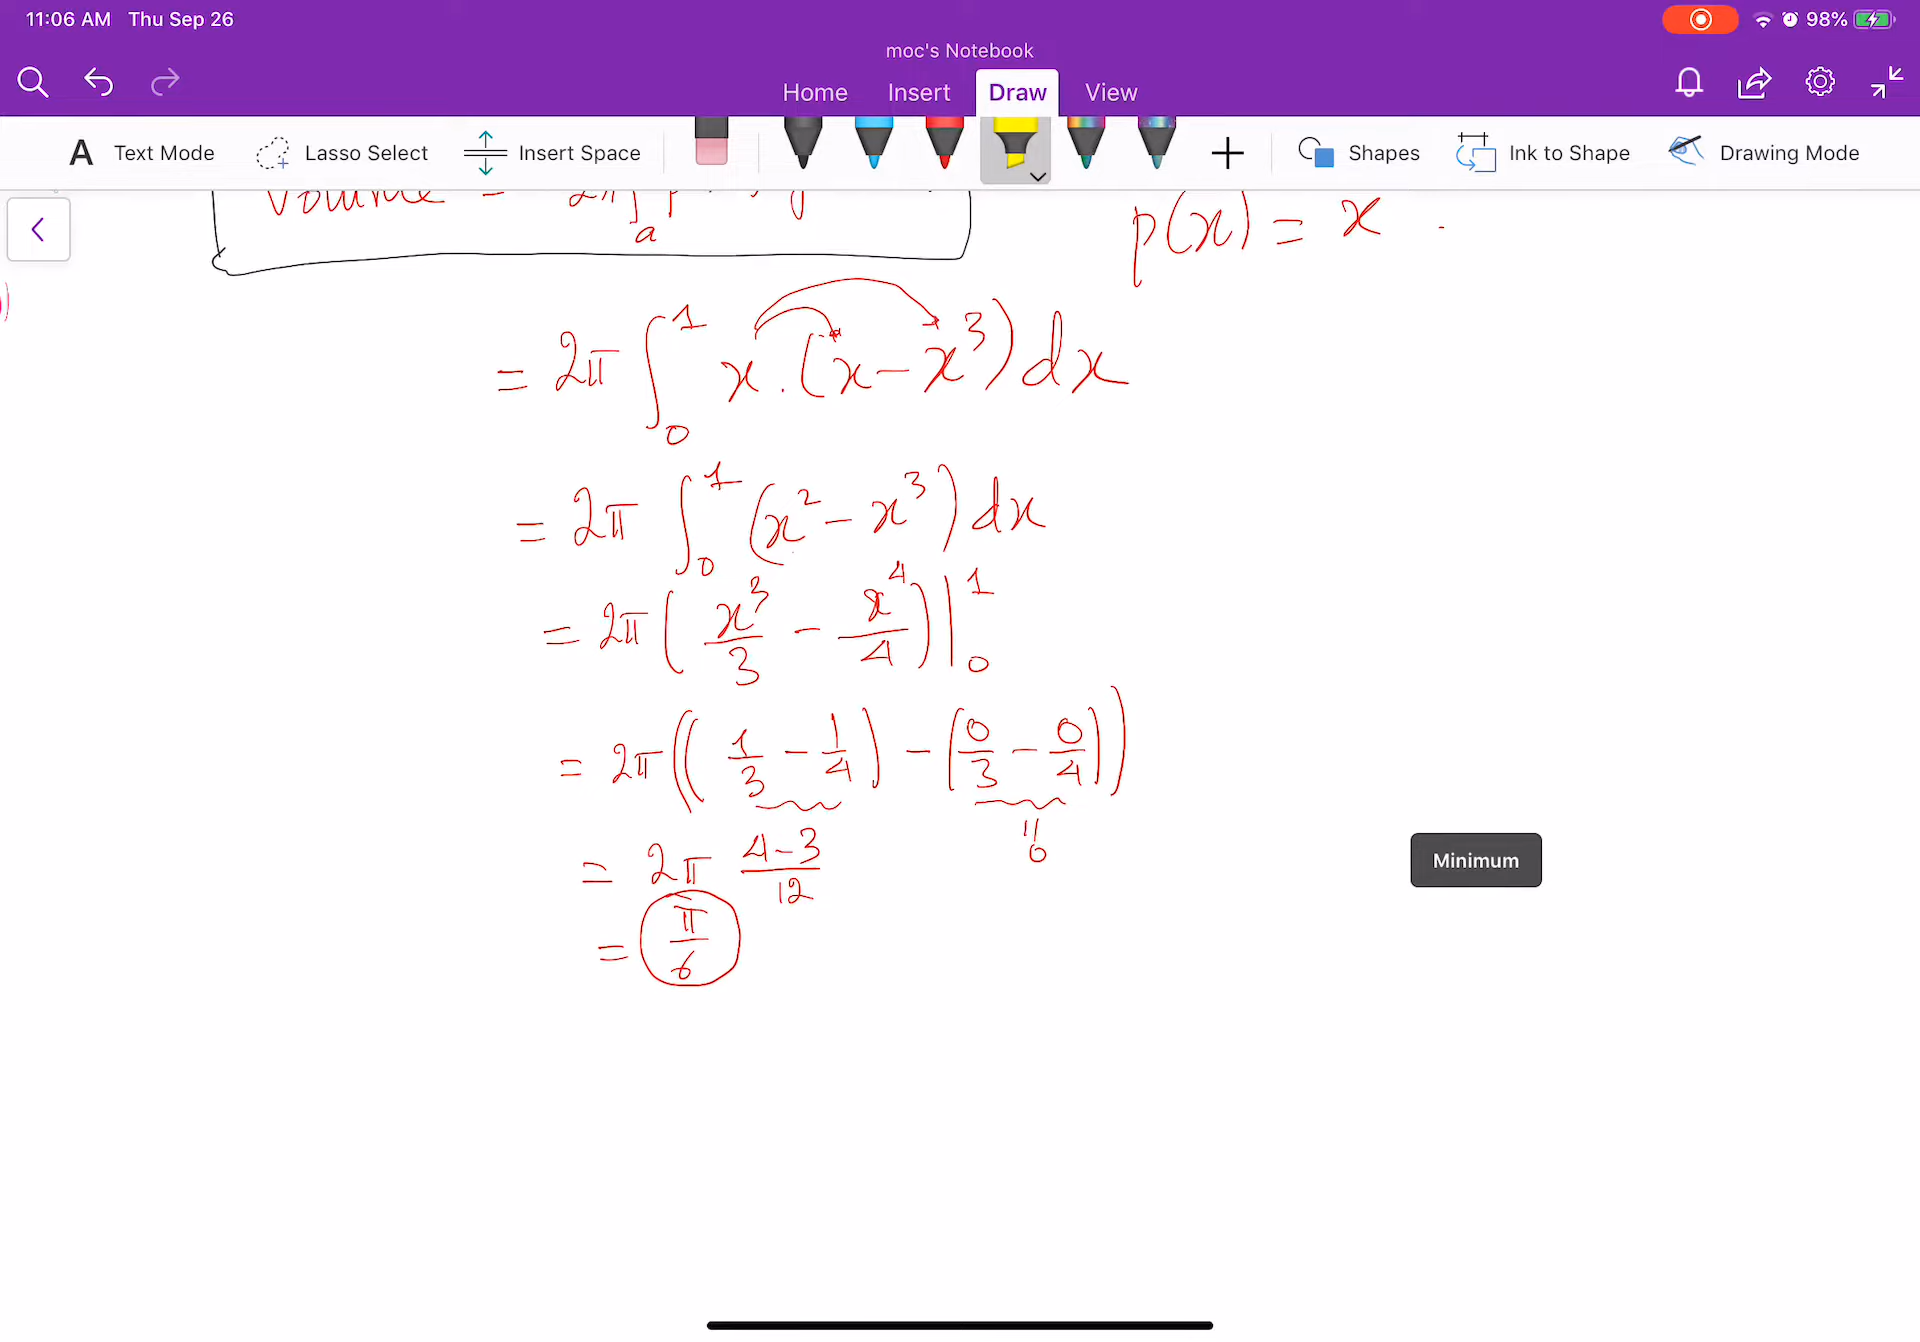 11:06 AM Thu Sep 26
98%
moc's Notebook
Home Insert Draw View
A Text Mode Lasso Select Insert Space Shapes Ink to Shape Drawing Mode
Volume = 2π∫
a
p(x) = x .
= 2π ∫₀¹ x . (x - x³) dx
= 2π ∫₀¹ (x² - x³) dx
= 2π ( x³/3 - x⁴/4 ) |₀¹
= 2π (( 1/3 - 1/4 ) - ( 0/3 - 0/4 ))
= 2π (4-3)/12
" 0
= π/6
Minimum